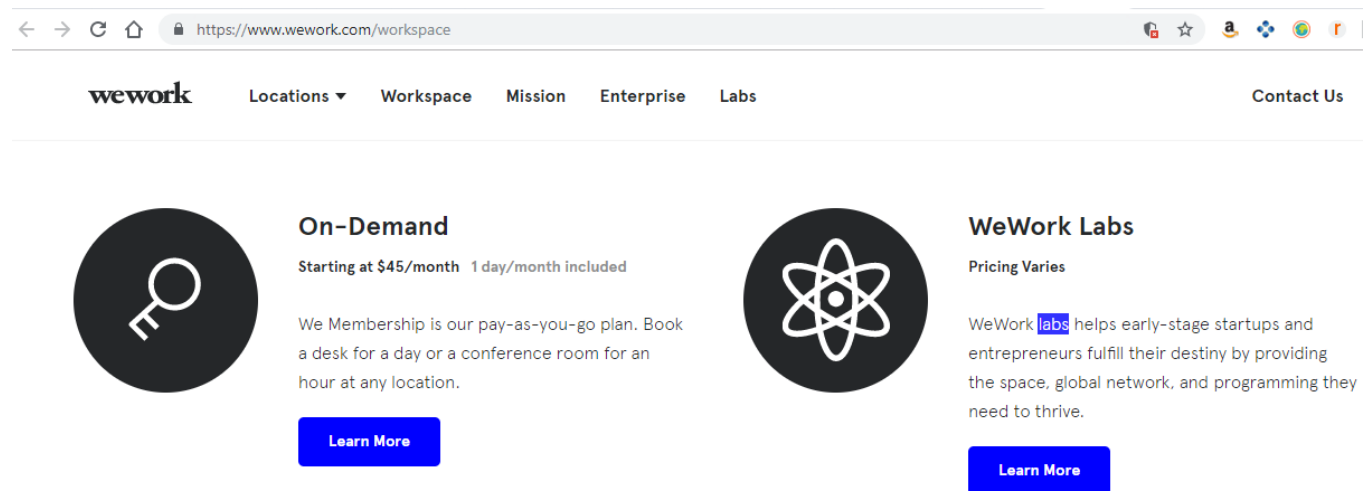 https://www.wework.com/workspace
wework Locations ▼ Workspace Mission Enterprise Labs Contact Us
On-Demand
Starting at $45/month 1 day/month included
We Membership is our pay-as-you-go plan. Book
a desk for a day or a conference room for an
hour at any location.
Learn More
WeWork Labs
Pricing Varies
WeWork labs helps early-stage startups and
entrepreneurs fulfill their destiny by providing
the space, global network, and programming they
need to thrive.
Learn More